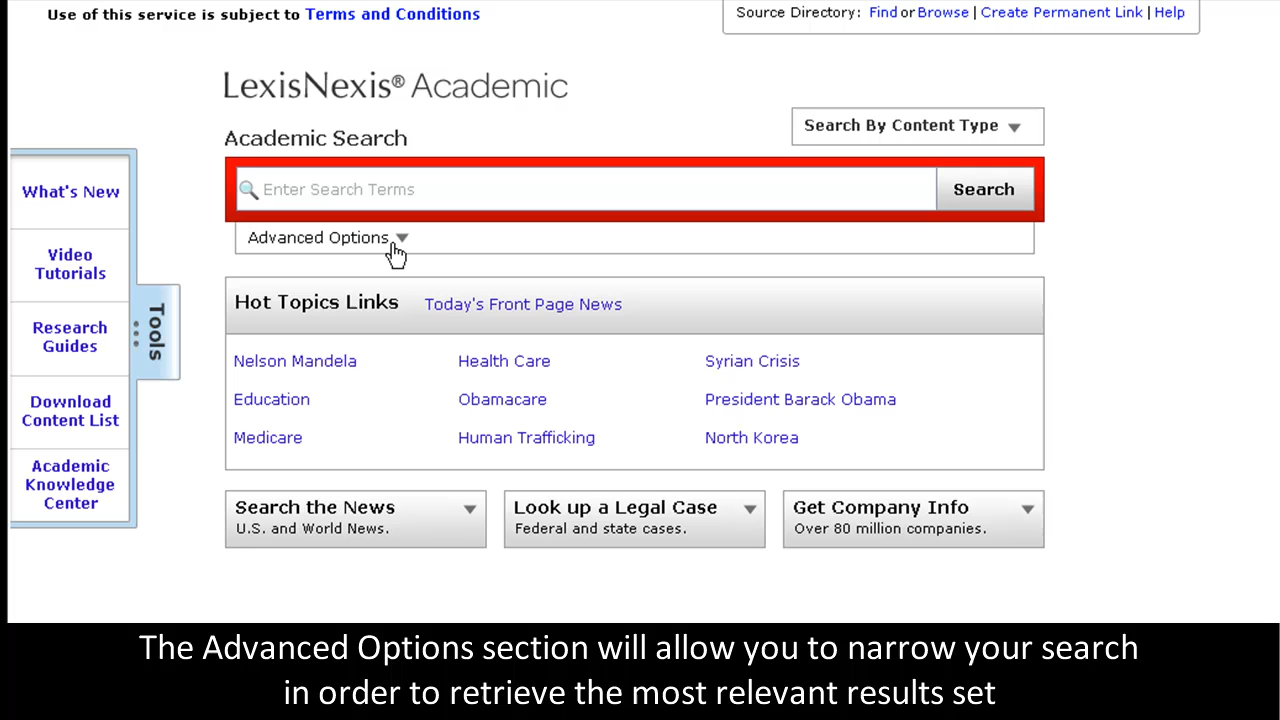 Use of this service is subject to Terms and Conditions
Source Directory: Find or Browse | Create Permanent Link | Help
LexisNexis® Academic
Search By Content Type
Academic Search
Enter Search Terms
Search
Advanced Options
What's New
Video
Tutorials
Research
Guides
Download
Content List
Academic
Knowledge
Center
Tools
Hot Topics Links Today's Front Page News
Nelson Mandela Health Care Syrian Crisis
Education Obamacare President Barack Obama
Medicare Human Trafficking North Korea
Search the News
U.S. and World News.
Look up a Legal Case
Federal and state cases.
Get Company Info
Over 80 million companies.
The Advanced Options section will allow you to narrow your search
in order to retrieve the most relevant results set